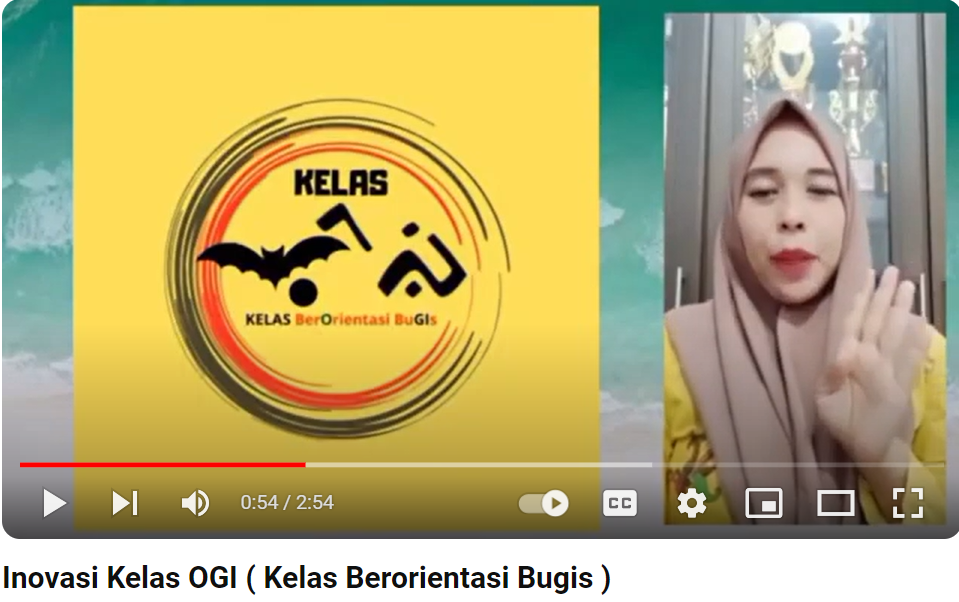 KELAS
ᨕᨚᨁᨗ
KELAS BerOrientasi BuGIs
0:54 / 2:54
CC
Inovasi Kelas OGI ( Kelas Berorientasi Bugis )